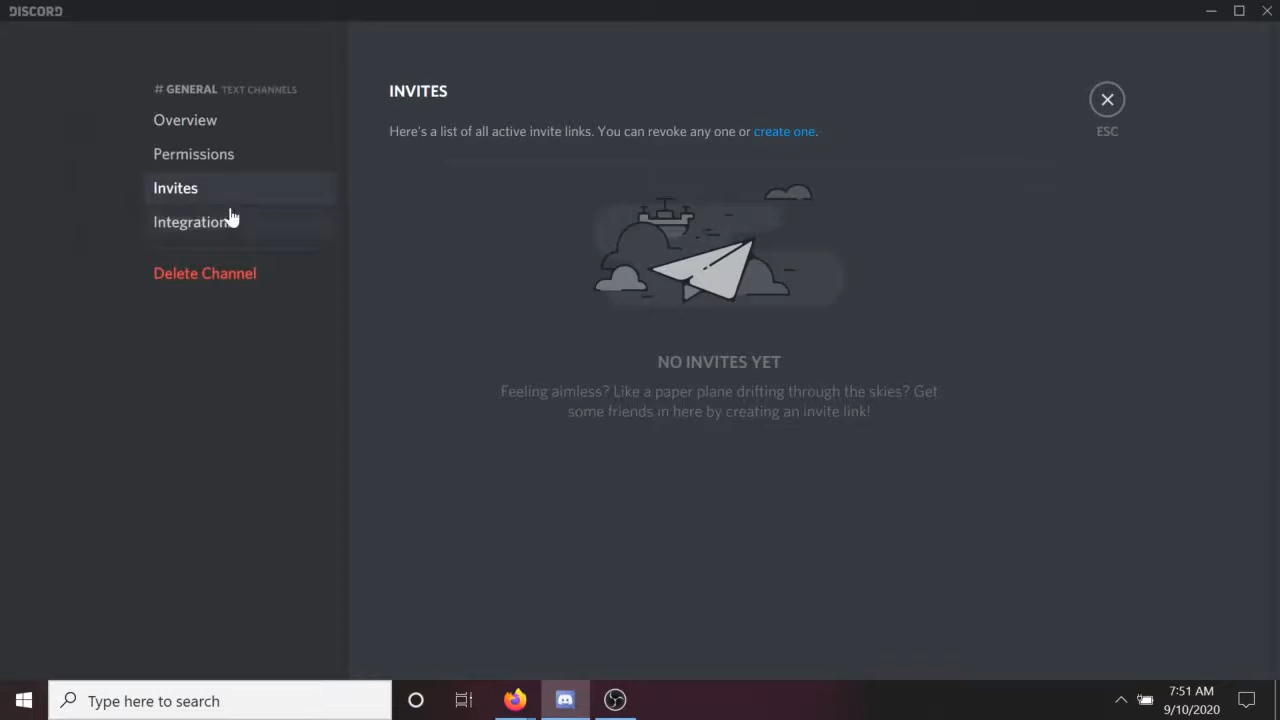 DISCORD
# GENERAL TEXT CHANNELS
Overview
Permissions
Invites
Integration
Delete Channel
INVITES
Here's a list of all active invite links. You can revoke any one or create one.
ESC
NO INVITES YET
Feeling aimless? Like a paper plane drifting through the skies? Get
some friends in here by creating an invite link!
Type here to search
7:51 AM
9/10/2020